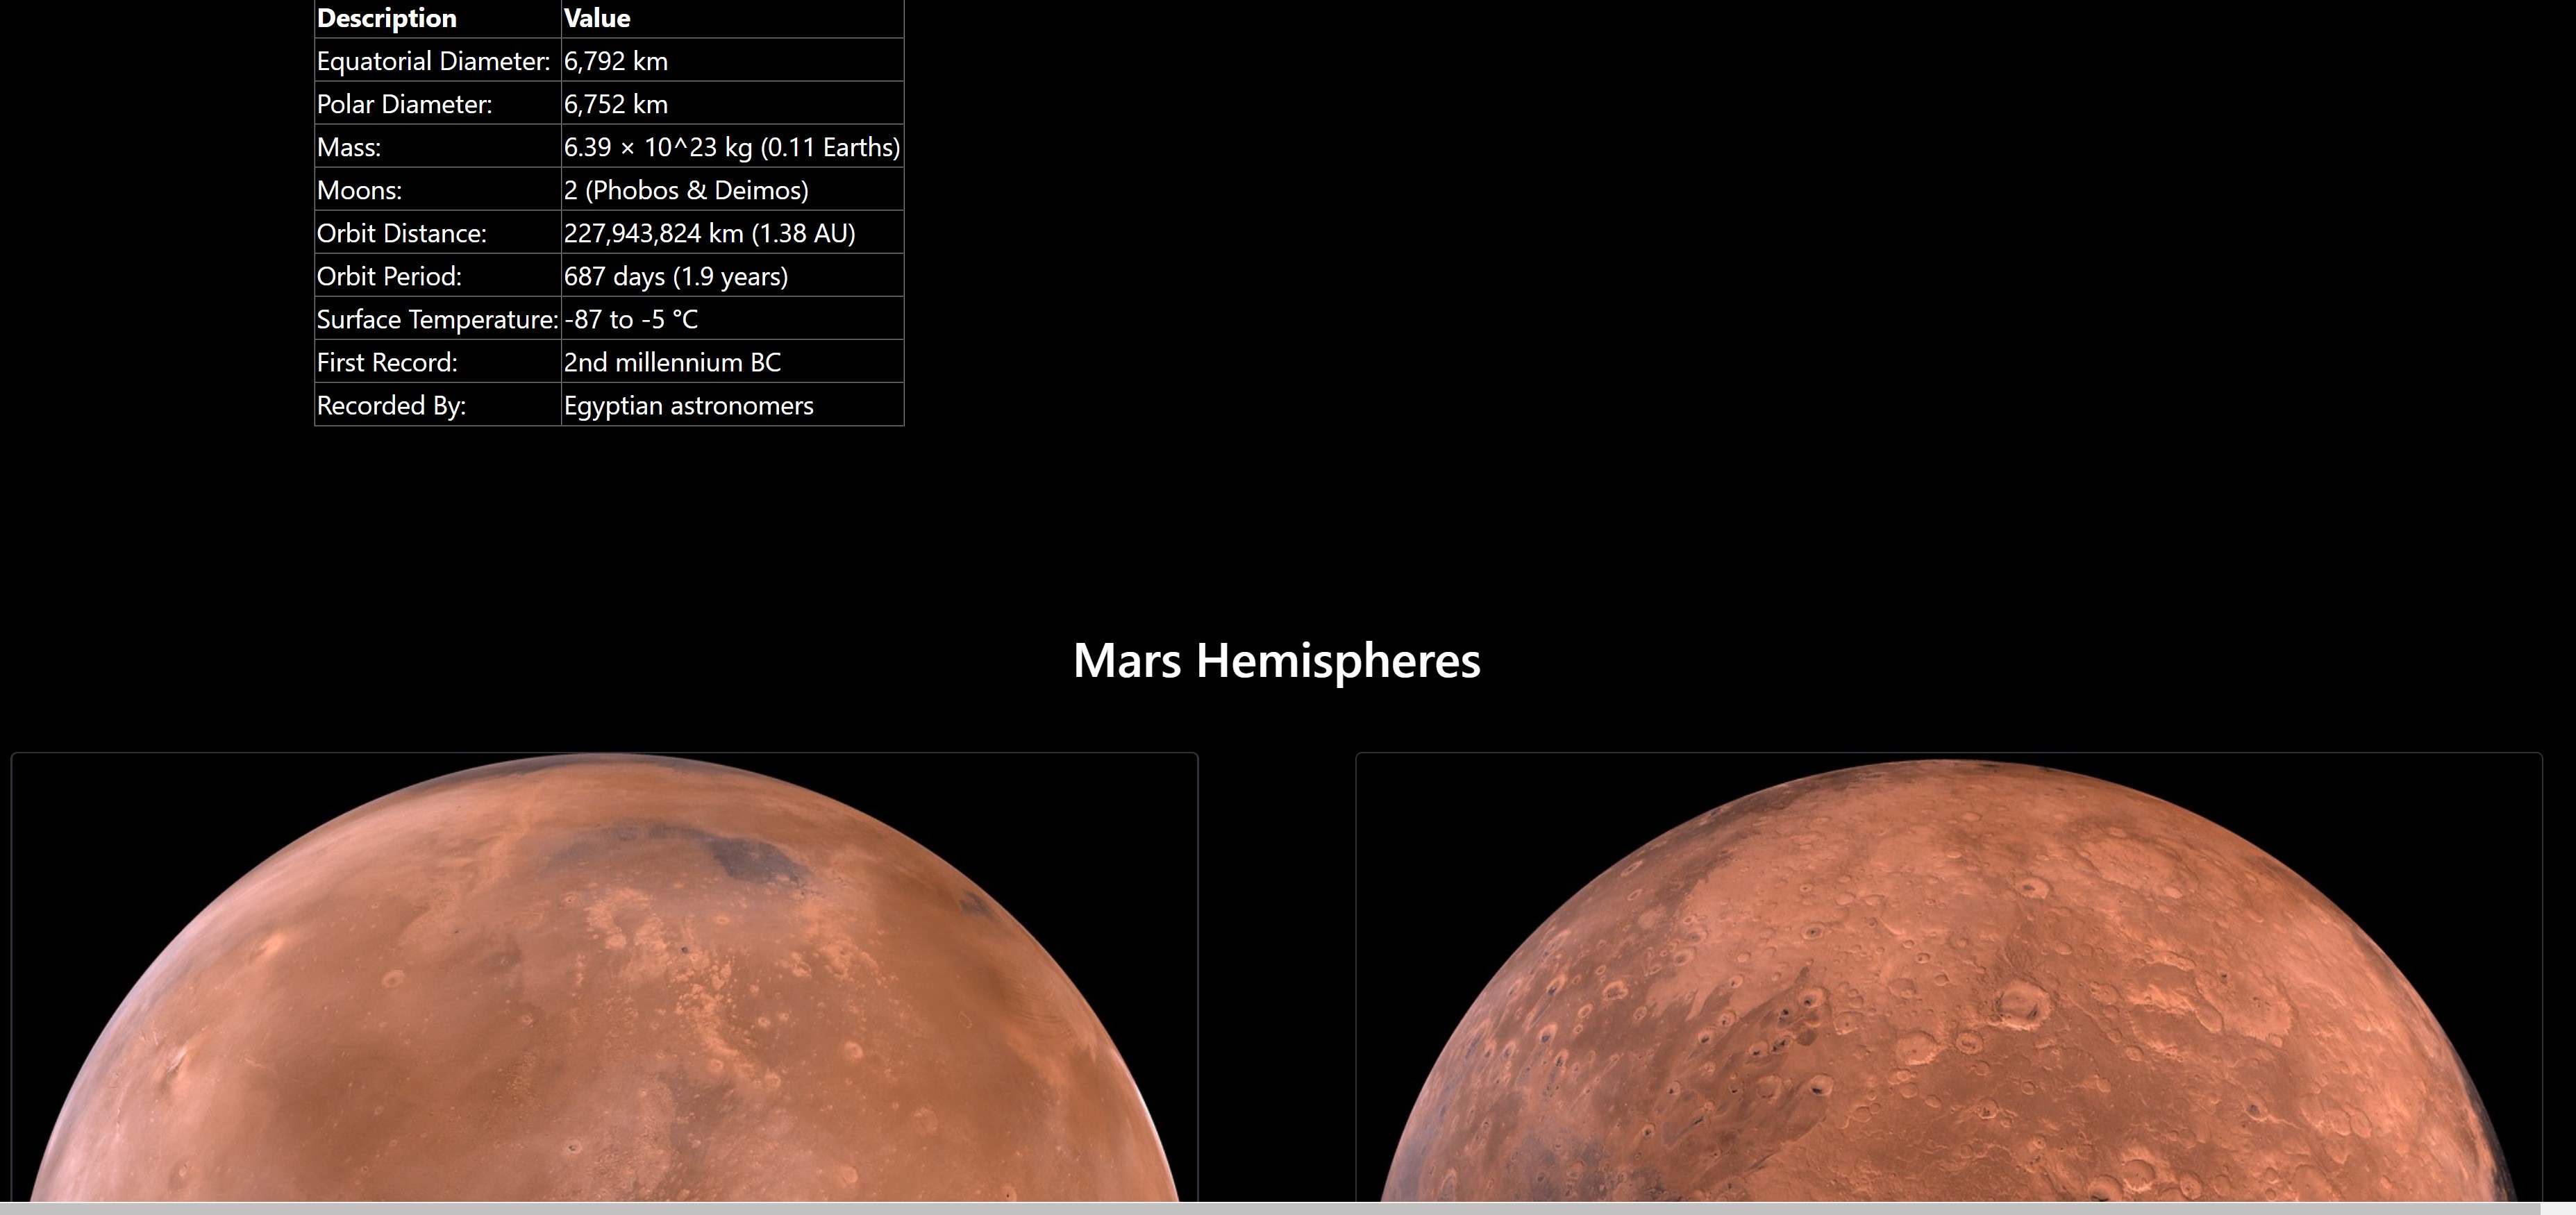 Description Value
Equatorial Diameter: 6,792 km
Polar Diameter: 6,752 km
Mass: 6.39 × 10^23 kg (0.11 Earths)
Moons: 2 (Phobos & Deimos)
Orbit Distance: 227,943,824 km (1.38 AU)
Orbit Period: 687 days (1.9 years)
Surface Temperature: -87 to -5 °C
First Record: 2nd millennium BC
Recorded By: Egyptian astronomers
Mars Hemispheres